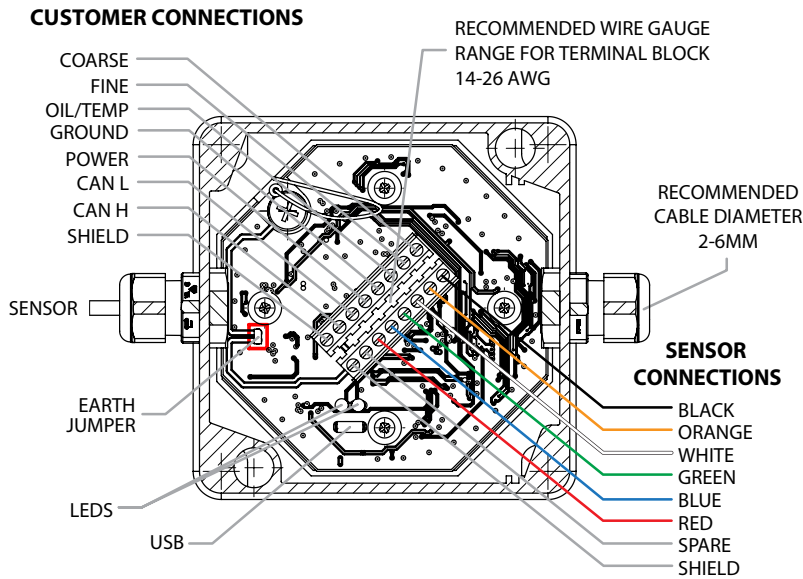 CUSTOMER CONNECTIONS
COARSE
FINE
OIL/TEMP
GROUND
POWER
CAN L
CAN H
SHIELD
RECOMMENDED WIRE GAUGE
RANGE FOR TERMINAL BLOCK
14-26 AWG
RECOMMENDED
CABLE DIAMETER
2-6MM
SENSOR
EARTH
JUMPER
LEDS
USB
SENSOR
CONNECTIONS
BLACK
ORANGE
WHITE
GREEN
BLUE
RED
SPARE
SHIELD